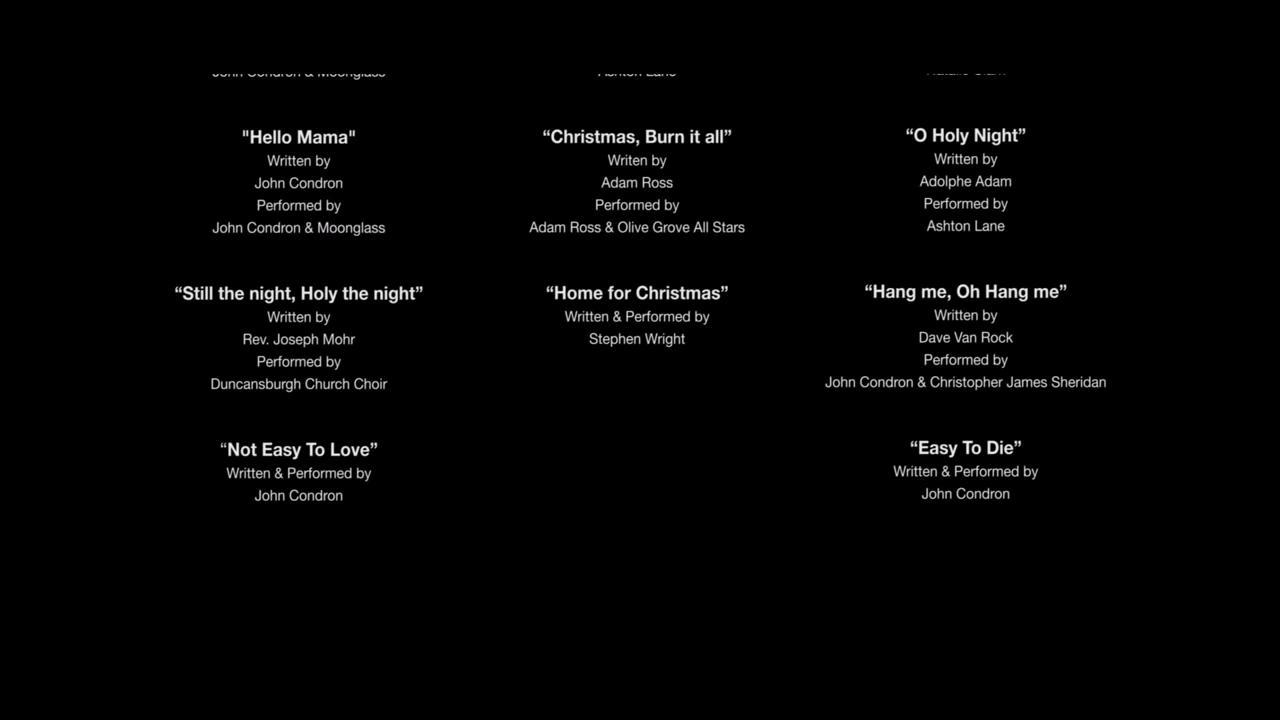 John Condron & Moonglass
Ashton Lane
"Hello Mama"
Written by
John Condron
Performed by
John Condron & Moonglass
“Christmas, Burn it all”
Writen by
Adam Ross
Performed by
Adam Ross & Olive Grove All Stars
“O Holy Night”
Written by
Adolphe Adam
Performed by
Ashton Lane
“Still the night, Holy the night”
Written by
Rev. Joseph Mohr
Performed by
Duncansburgh Church Choir
“Home for Christmas”
Written & Performed by
Stephen Wright
“Hang me, Oh Hang me”
Written by
Dave Van Rock
Performed by
John Condron & Christopher James Sheridan
“Not Easy To Love”
Written & Performed by
John Condron
“Easy To Die”
Written & Performed by
John Condron